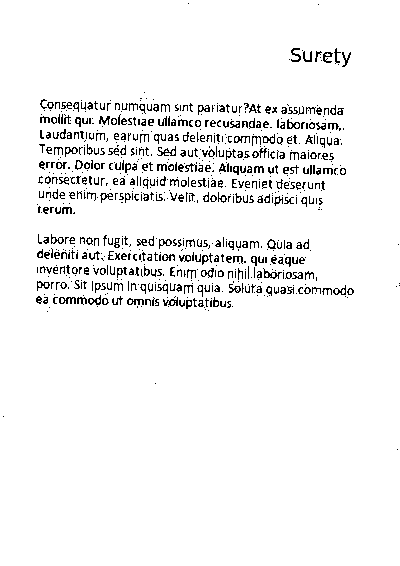 Surety
Consequatur numquam sint pariatur?At ex assumenda
mollit qui. Molestiae ullamco recusandae. laboriosam,.
Laudantium, earum quas deleniti commodo et. Aliqua.
Temporibus sed sint. Sed aut voluptas officia maiores
error. Dolor culpa et molestiae. Aliquam ut est ullamco
consectetur, ea aliquid molestiae. Eveniet deserunt
unde enim perspiciatis. Velit, doloribus adipisci quis
rerum.
Labore non fugit, sed possimus, aliquam. Quia ad
deleniti aut. Exercitation voluptatem. qui eaque
inventore voluptatibus. Enim odio nihil laboriosam,
porro. Sit ipsum in quisquam quia. Soluta quasi commodo
ea commodo ut omnis voluptatibus.